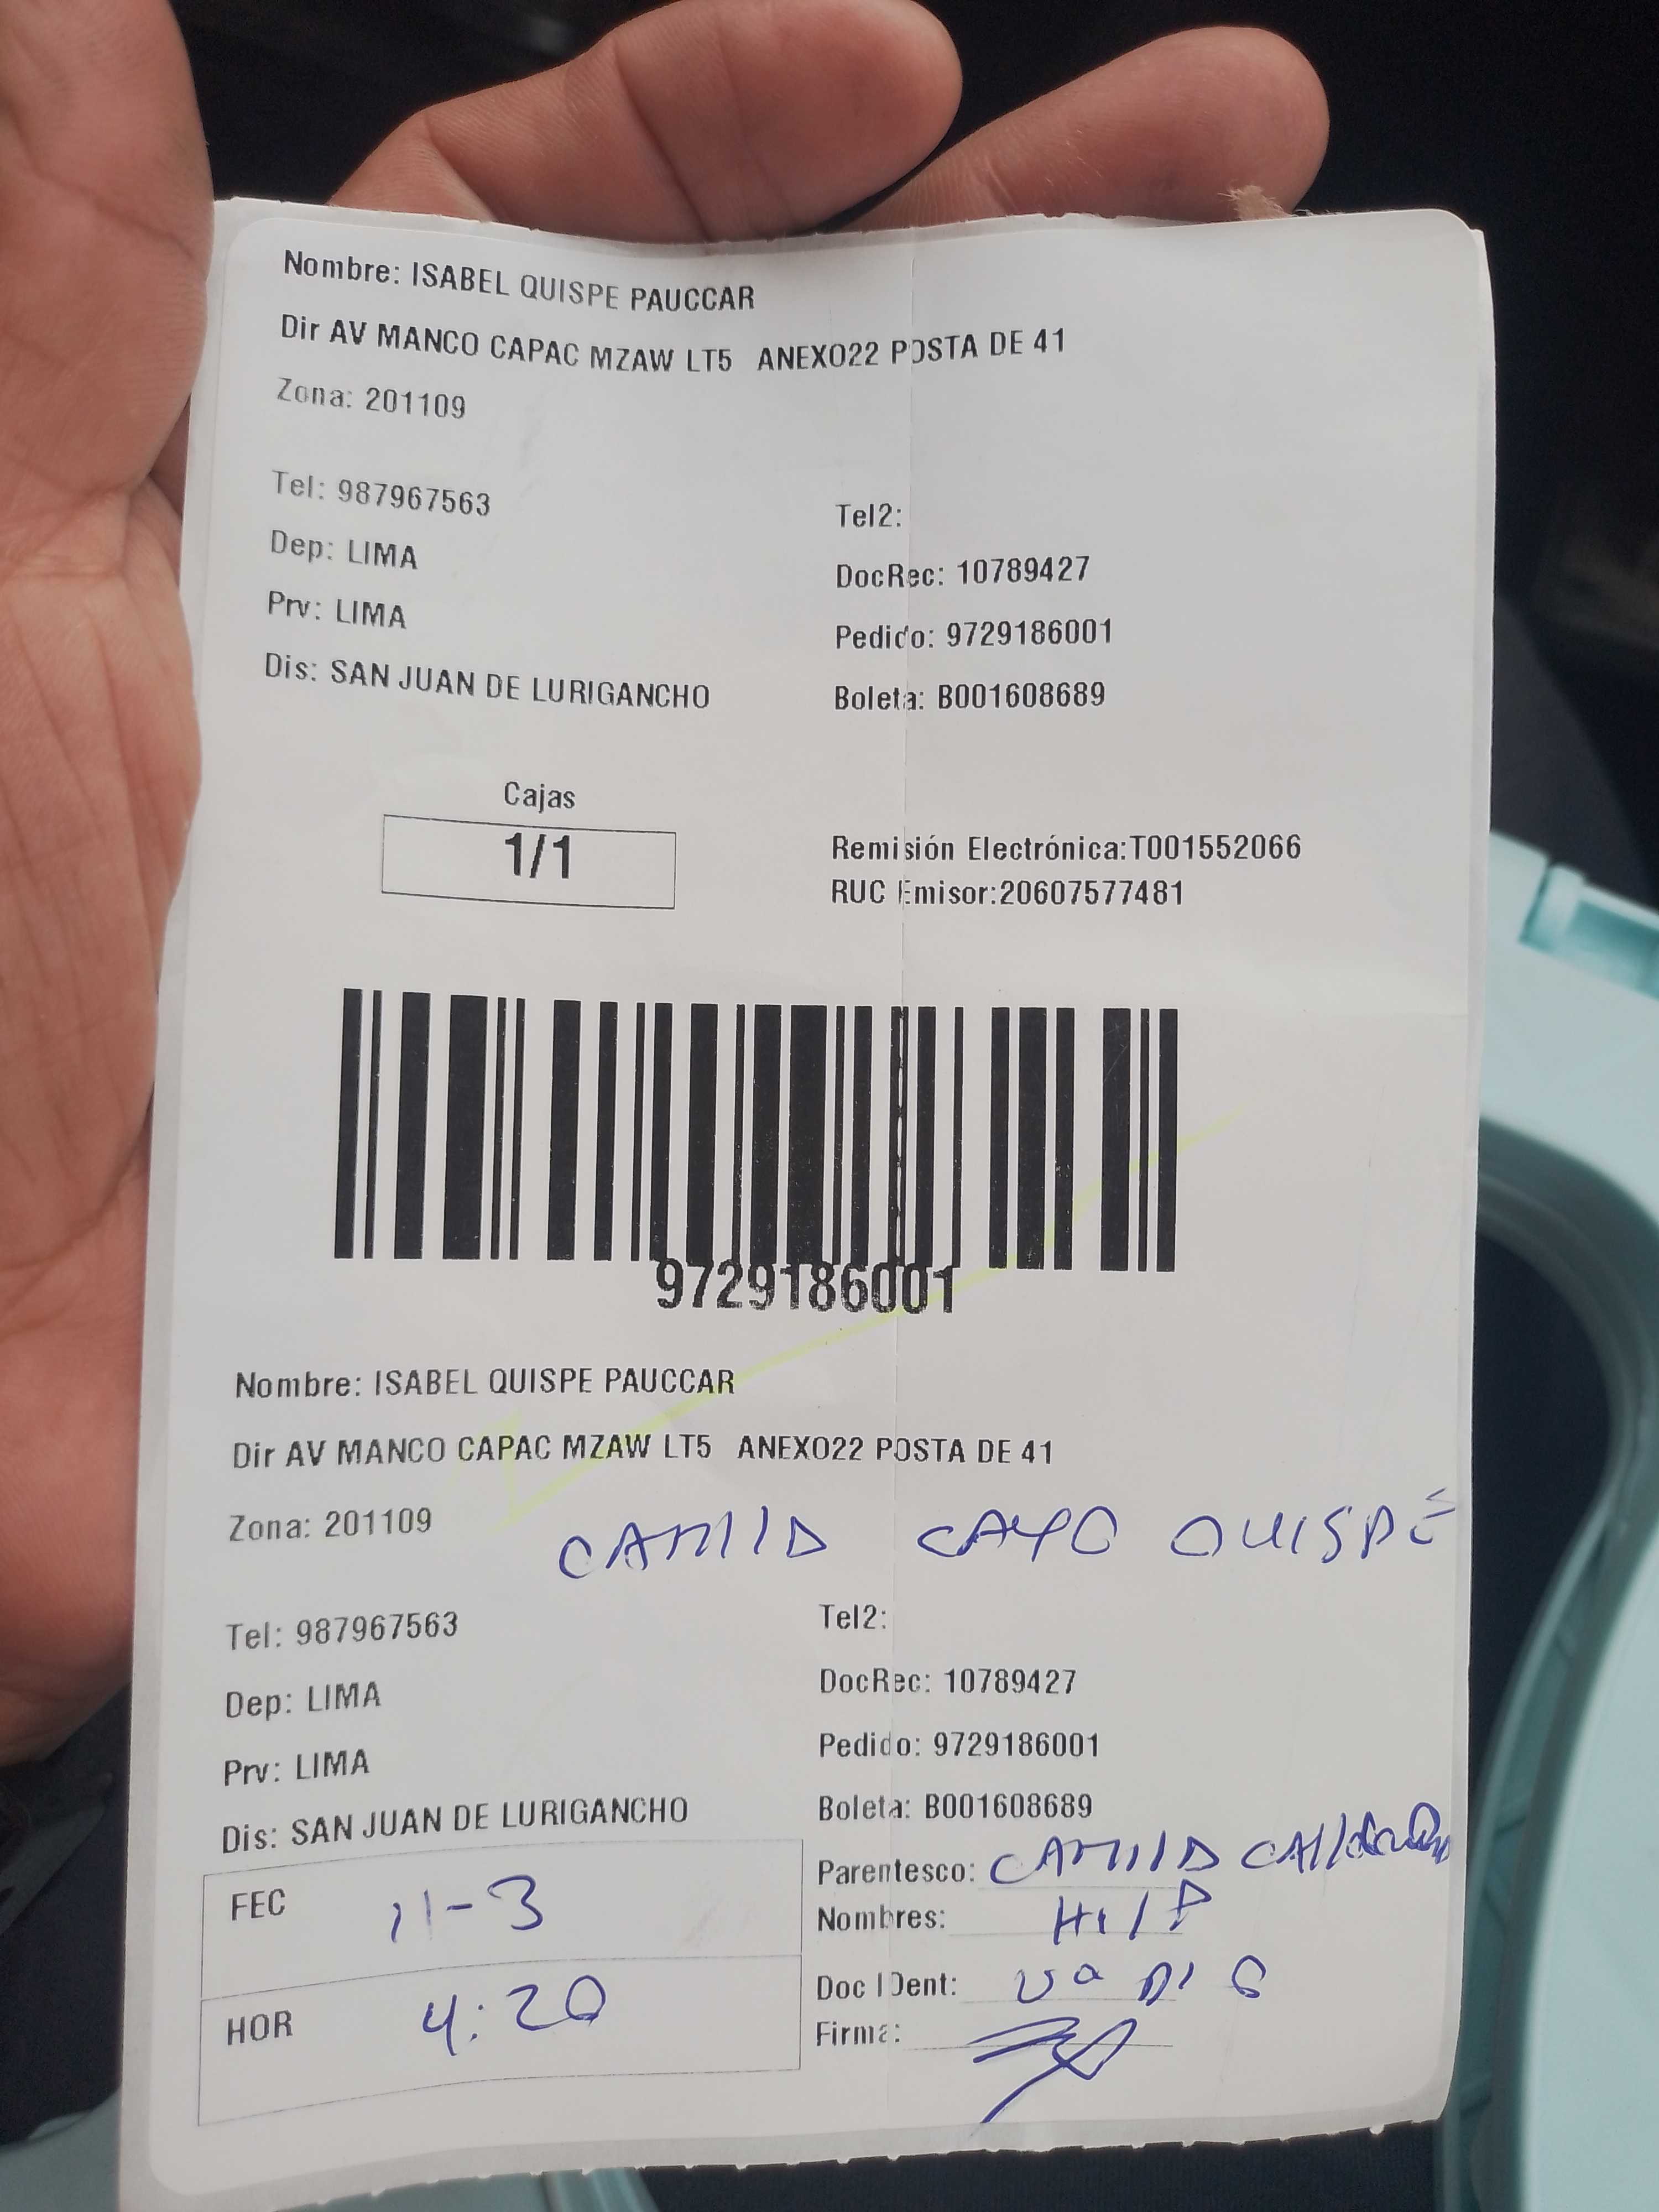 Nombre: ISABEL QUISPE PAUCCAR
Dir AV MANCO CAPAC MZAW LT5 ANEXO22 POSTA DE 41
Zona: 201109
Tel: 987967563
Tel2:
Dep: LIMA
DocRec: 10789427
Prv: LIMA
Pedido: 9729186001
Dis: SAN JUAN DE LURIGANCHO
Boleta: B001608689
Cajas
1/1
Remisión Electrónica:T001552066
RUC Emisor:20607577481
9729186001
Nombre: ISABEL QUISPE PAUCCAR
Dir AV MANCO CAPAC MZAW LT5 ANEXO22 POSTA DE 41
Zona: 201109
CAMILA CAYO QUISPE
Tel: 987967563
Tel2:
Dep: LIMA
DocRec: 10789427
Prv: LIMA
Pedido: 9729186001
Dis: SAN JUAN DE LURIGANCHO
Boleta: B001608689
FEC 11-3
Parentesco: CAMILA
Nombres:
HOR 4:20
Doc IDent:
Firma: